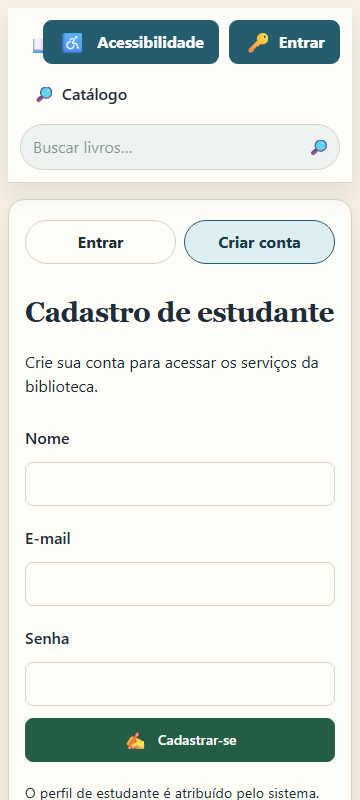 Acessibilidade
Entrar
Catálogo
Buscar livros...
Entrar
Criar conta
Cadastro de estudante
Crie sua conta para acessar os serviços da
biblioteca.
Nome
E-mail
Senha
Cadastrar-se
O perfil de estudante é atribuído pelo sistema.